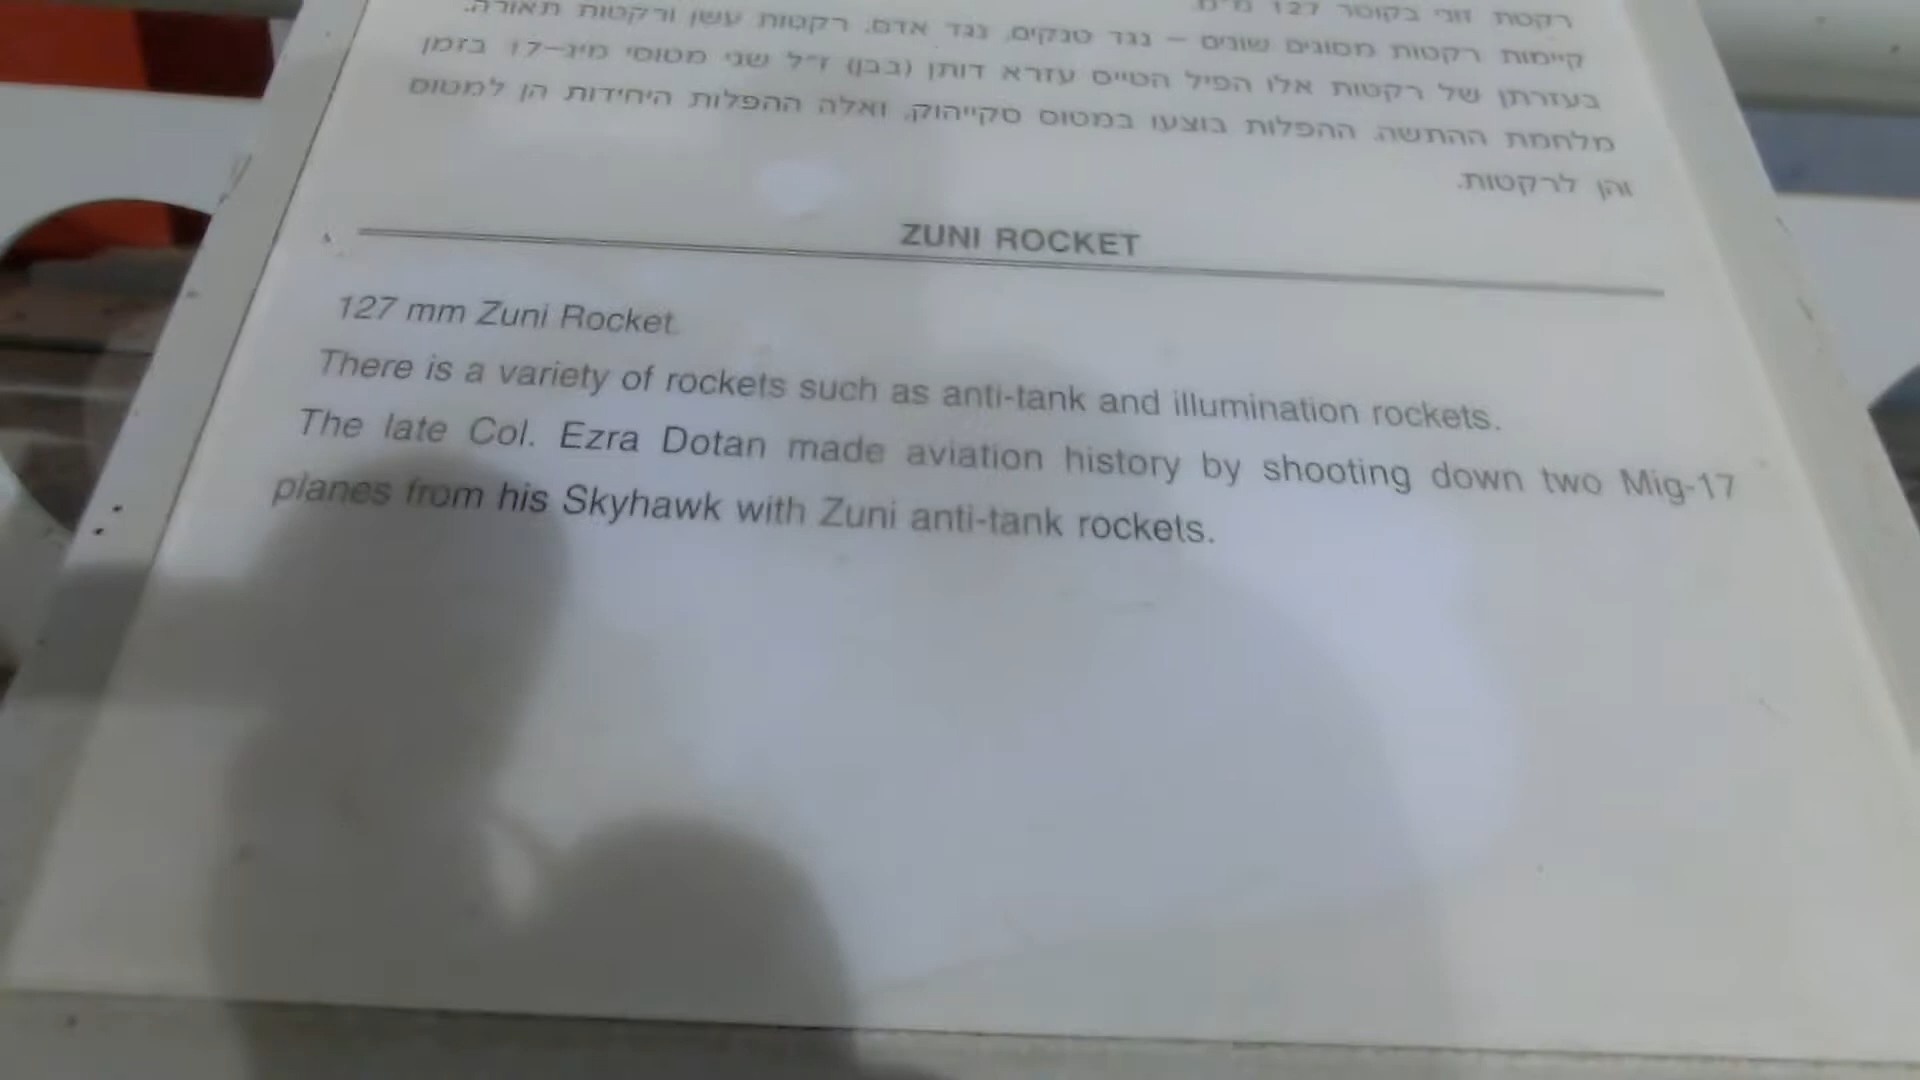 רקטת זוני בקוטר 127 מ״מ.
קיימות רקטות מסוגים שונים – נגד טנקים, נגד אדם, רקטות עשן ורקטות תאורה.
בעזרתן של רקטות אלו הפיל הטייס עזרא דותן (בבן) ז״ל שני מטוסי מיג–17 בזמן
מלחמת ההתשה. ההפלות בוצעו במטוס סקייהוק, ואלה ההפלות היחידות הן למטוס
והן לרקטות.
ZUNI ROCKET
127 mm Zuni Rocket.
There is a variety of rockets such as anti-tank and illumination rockets.
The late Col. Ezra Dotan made aviation history by shooting down two Mig-17
planes from his Skyhawk with Zuni anti-tank rockets.